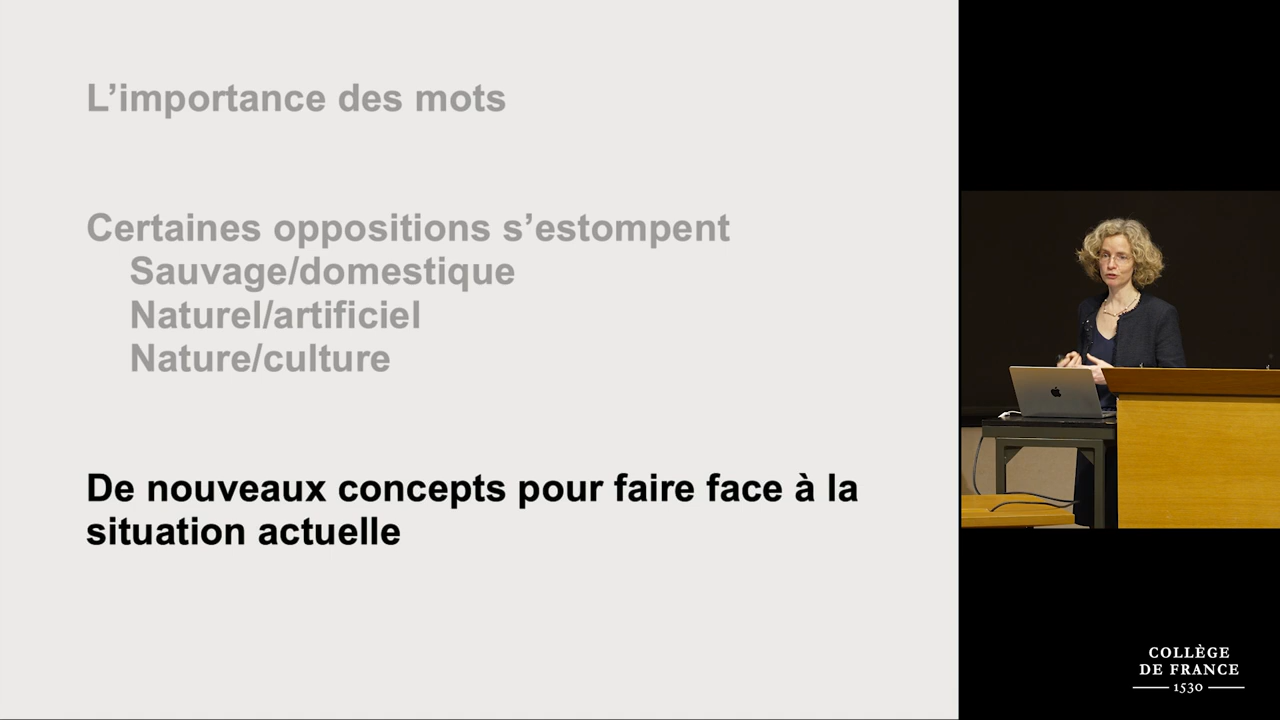 L’importance des mots
Certaines oppositions s’estompent
Sauvage/domestique
Naturel/artificiel
Nature/culture
De nouveaux concepts pour faire face à la
situation actuelle
COLLÈGE
DE FRANCE
1530